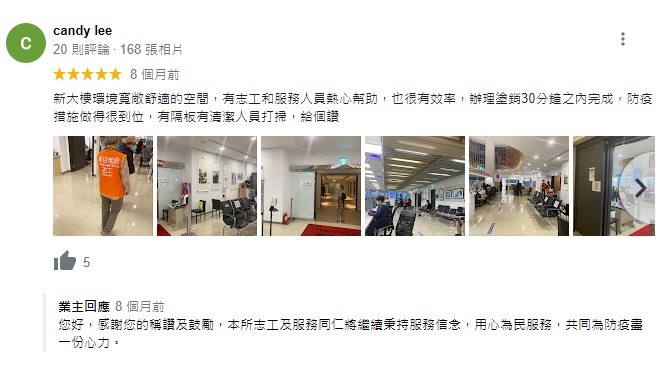 C
candy lee
20 則評論 · 168 張相片
8 個月前
新大樓環境寬敞舒適的空間，有志工和服務人員熱心幫助，也很有效率，辦理塗銷30分鐘之內完成，防疫
措施做得很到位，有隔板有清潔人員打掃，給個讚
志工
5
業主回應 8 個月前
您好，感謝您的稱讚及鼓勵，本所志工及服務同仁將繼續秉持服務信念，用心為民服務，共同為防疫盡
一份心力。